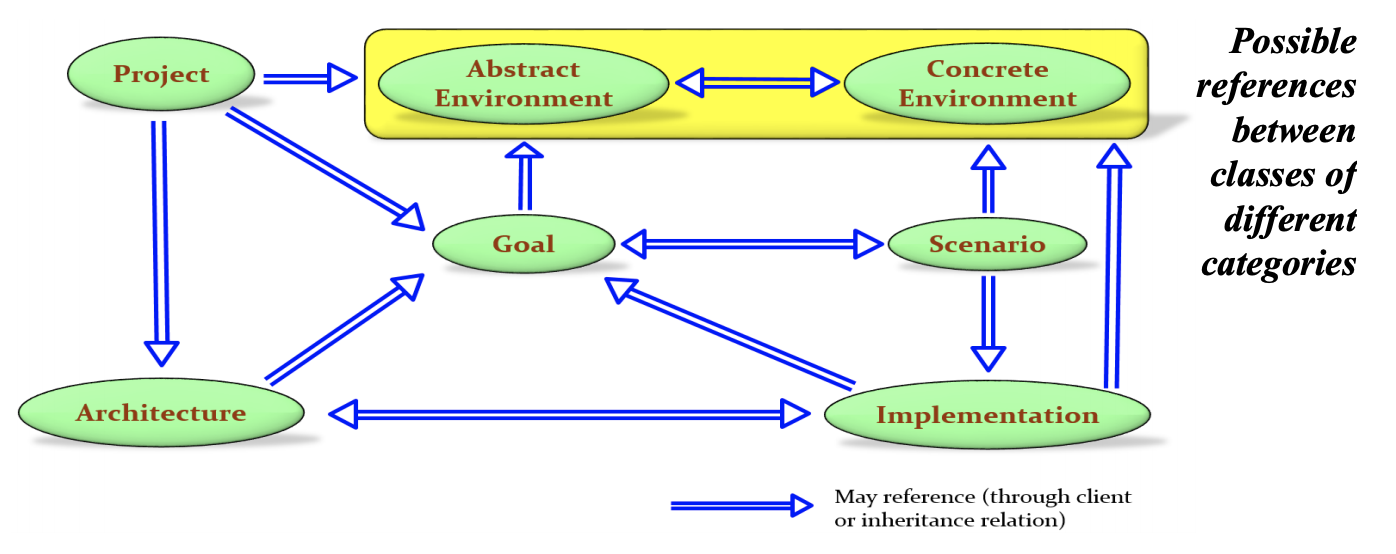 Project
Abstract
Environment
Concrete
Environment
Possible
references
between
classes of
different
categories
Goal
Scenario
Architecture
Implementation
May reference (through client
or inheritance relation)